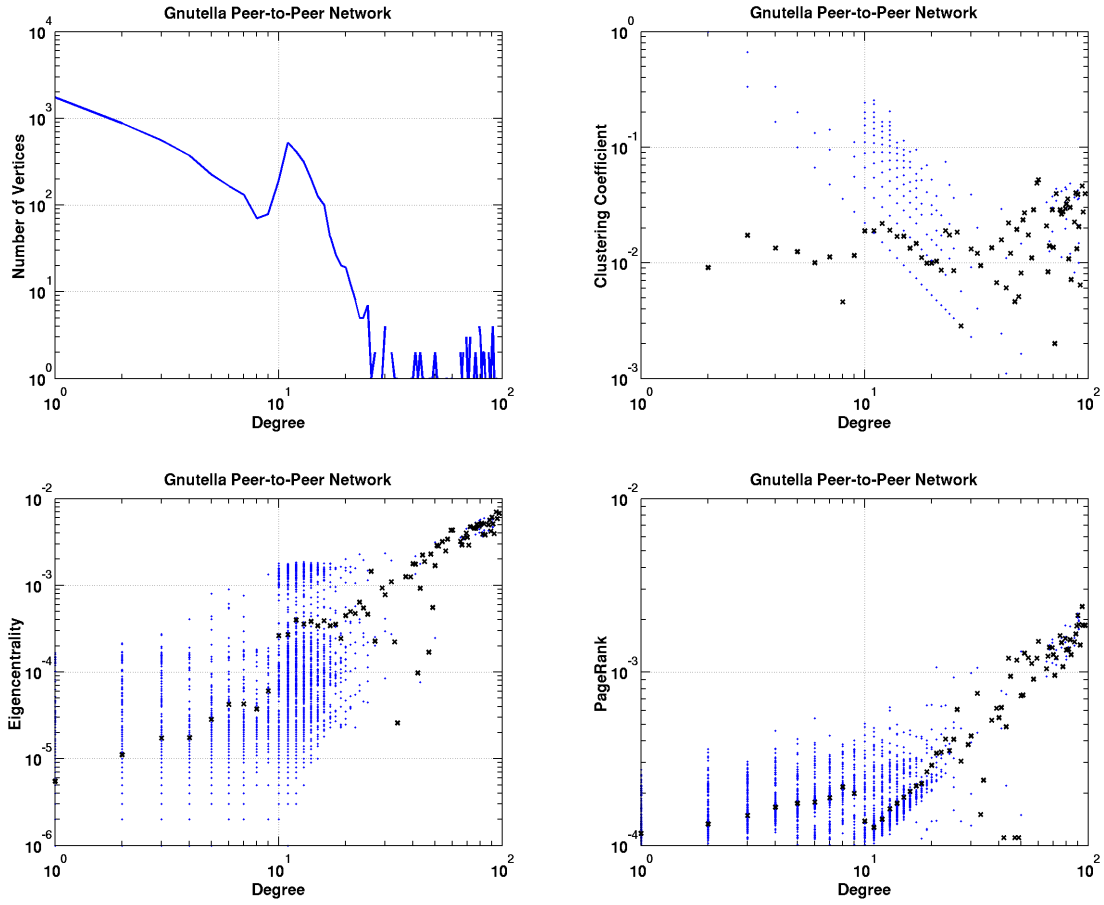 Gnutella Peer-to-Peer Network
Number of Vertices
10^4
10^3
10^2
10^1
10^0
10^0
10^1
10^2
Degree
Gnutella Peer-to-Peer Network
Clustering Coefficient
10^0
10^-1
10^-2
10^-3
10^0
10^1
10^2
Degree
Gnutella Peer-to-Peer Network
Eigencentrality
10^-2
10^-3
10^-4
10^-5
10^-6
10^0
10^1
10^2
Degree
Gnutella Peer-to-Peer Network
PageRank
10^-2
10^-3
10^-4
10^0
10^1
10^2
Degree